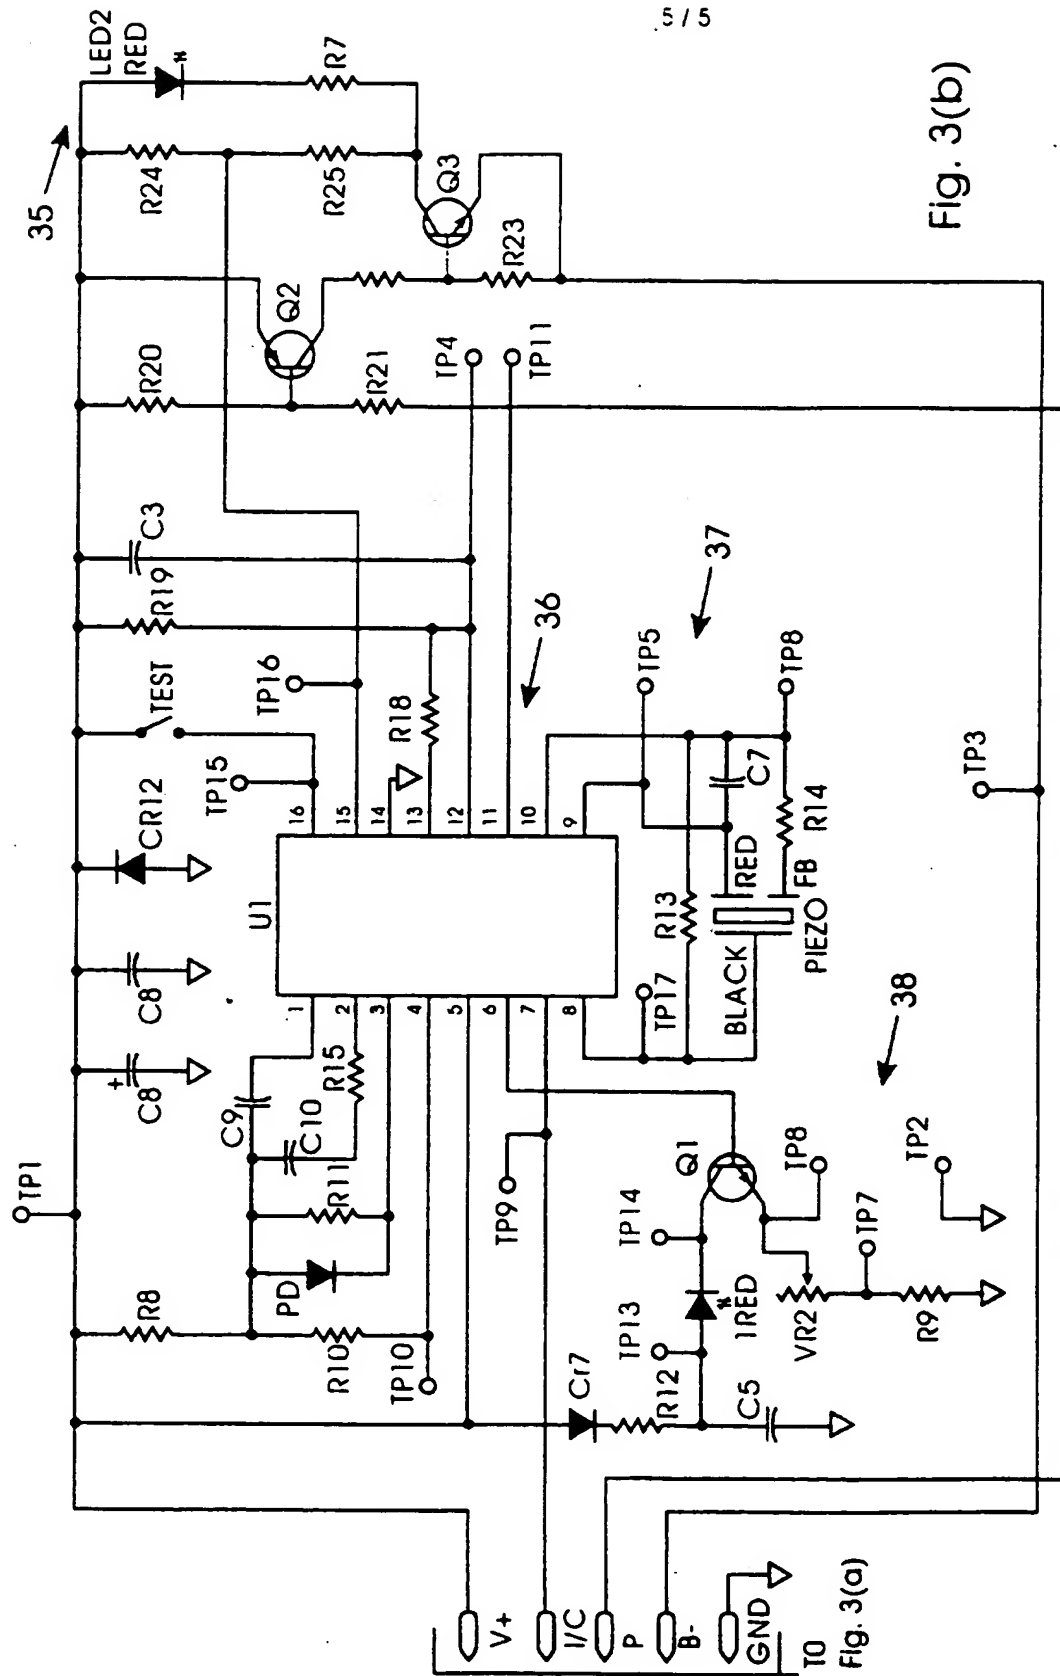 5/5
35
LED2
RED
R24
R7
R25
Q3
R23
Q2
R20
R21
TP4
TP11
C3
R19
TEST
TP16
TP15
R18
CR12
C8
C8
TP1
U1
16
15
14
13
12
11
10
9
1
2
3
4
5
6
7
8
36
37
TP5
TP8
C7
R14
RED
FB
R13
PIEZO
BLACK
TP17
TP3
C9
C10
R15
R11
PD
R8
R10
TP10
TP9
38
Q1
TP8
TP2
TP14
TP7
1RED
TP13
VR2
R9
Cr7
R12
C5
V+
I/C
P
B-
GND
TO
Fig. 3(a)
Fig. 3(b)